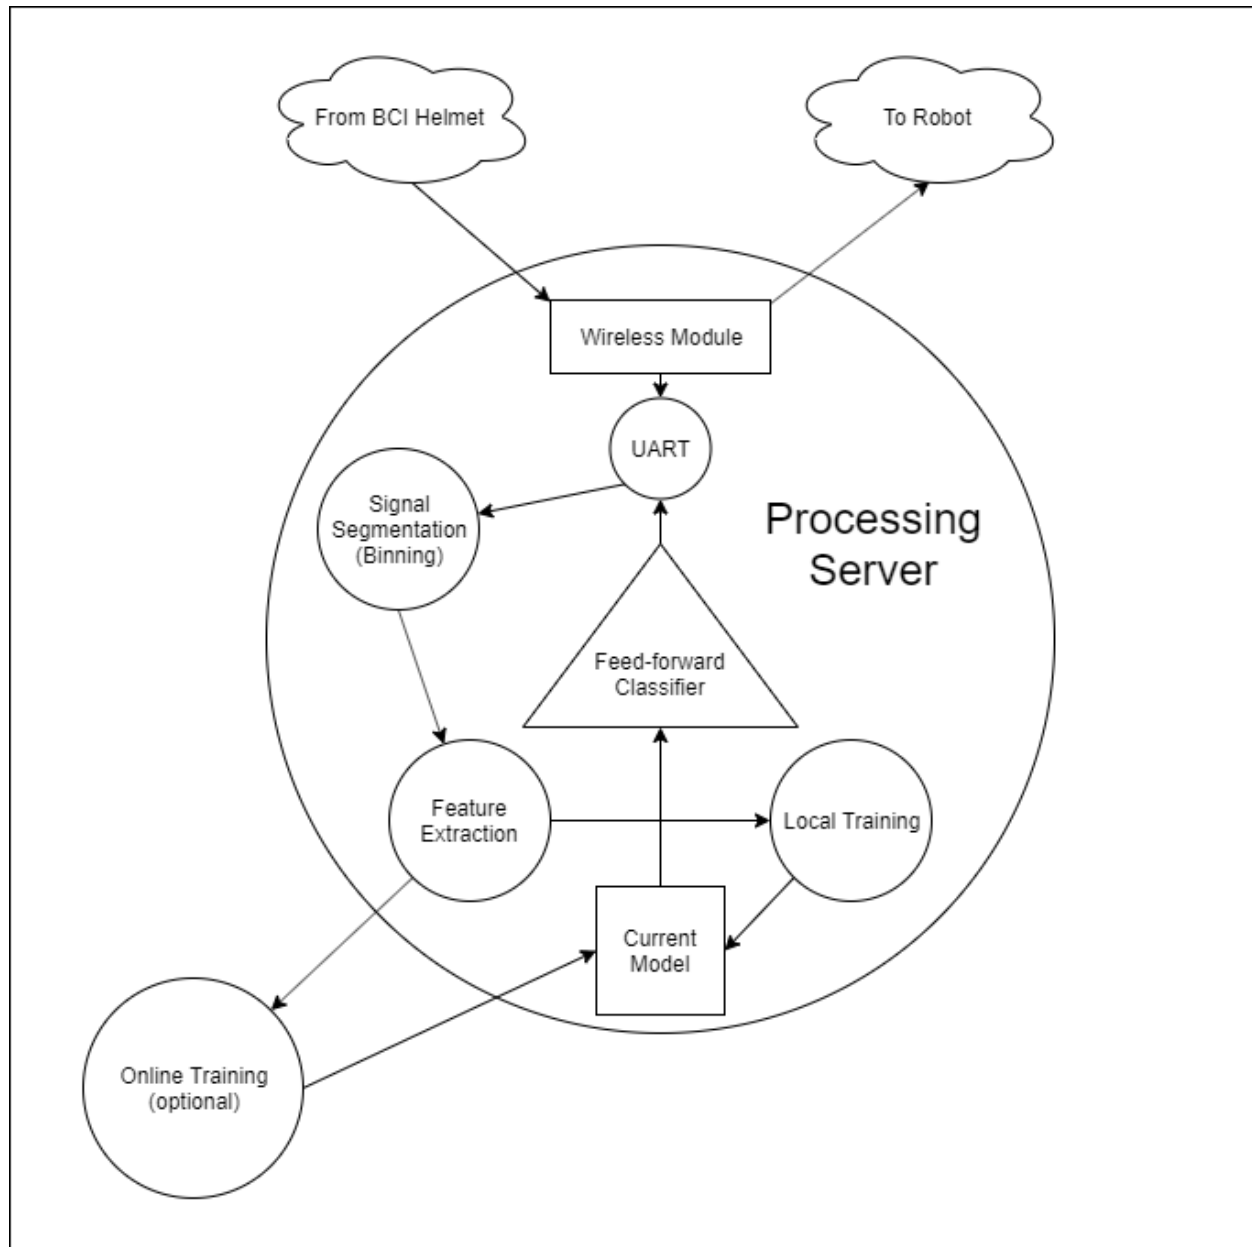 From BCI Helmet
To Robot
Wireless Module
UART
Signal
Segmentation
(Binning)
Processing
Server
Feed-forward
Classifier
Feature
Extraction
Local Training
Current
Model
Online Training
(optional)